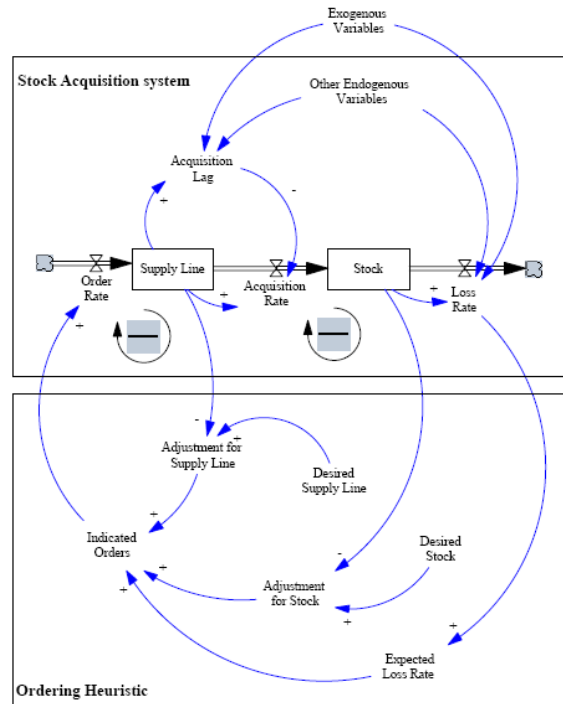 Exogenous
Variables
Stock Acquisition system
Other Endogenous
Variables
Acquisition
Lag
-
+
Order
Rate
Supply Line
+
Acquisition
Rate
Stock
+
Loss
Rate
+
-
+
Adjustment for
Supply Line
Desired
Supply Line
+
Indicated
Orders
Desired
Stock
-
+
Adjustment
for Stock
+
+
+
Expected
Loss Rate
Ordering Heuristic